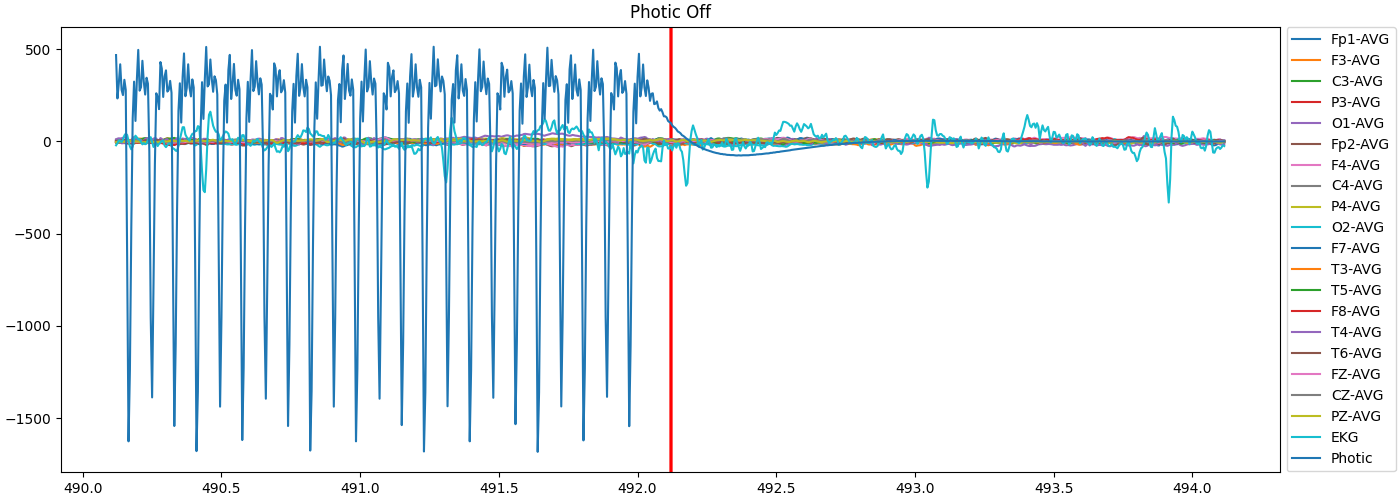 Photic Off
500
0
−500
−1000
−1500
490.0 490.5 491.0 491.5 492.0 492.5 493.0 493.5 494.0
Fp1-AVG
F3-AVG
C3-AVG
P3-AVG
O1-AVG
Fp2-AVG
F4-AVG
C4-AVG
P4-AVG
O2-AVG
F7-AVG
T3-AVG
T5-AVG
F8-AVG
T4-AVG
T6-AVG
FZ-AVG
CZ-AVG
PZ-AVG
EKG
Photic